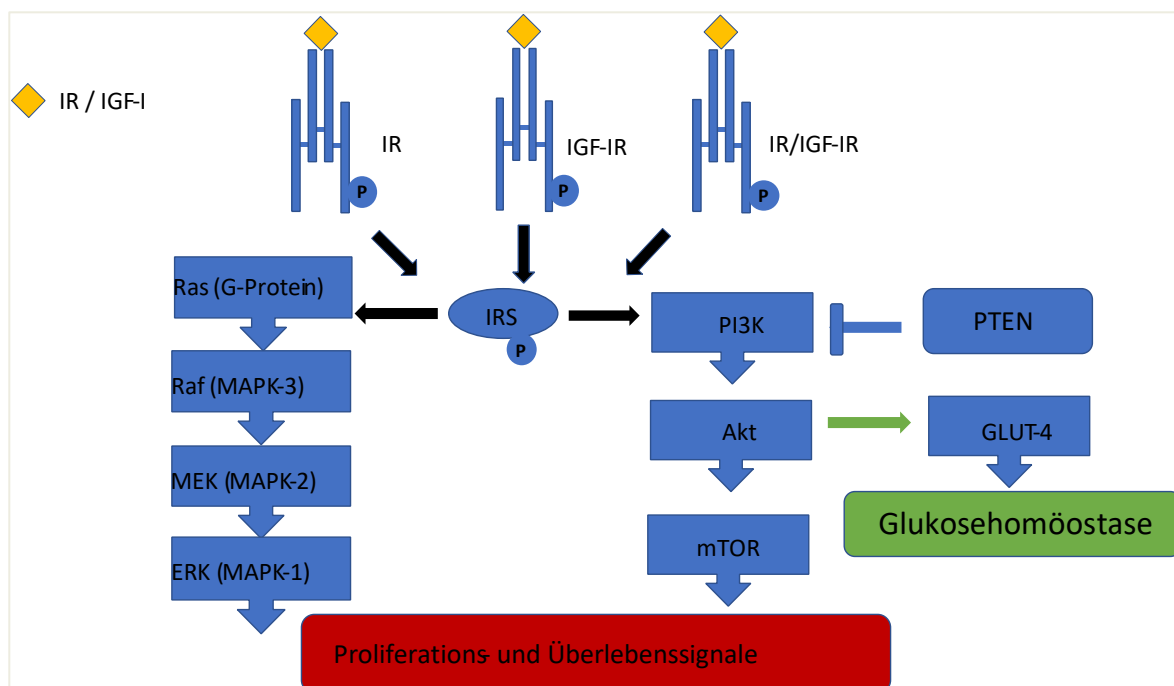 IR / IGF-I
IR
IGF-IR
IR/IGF-IR
P
P
P
Ras (G-Protein)
IRS
P
PI3K
PTEN
Raf (MAPK-3)
Akt
GLUT-4
MEK (MAPK-2)
Glukosehomöostase
mTOR
ERK (MAPK-1)
Proliferations- und Überlebenssignale